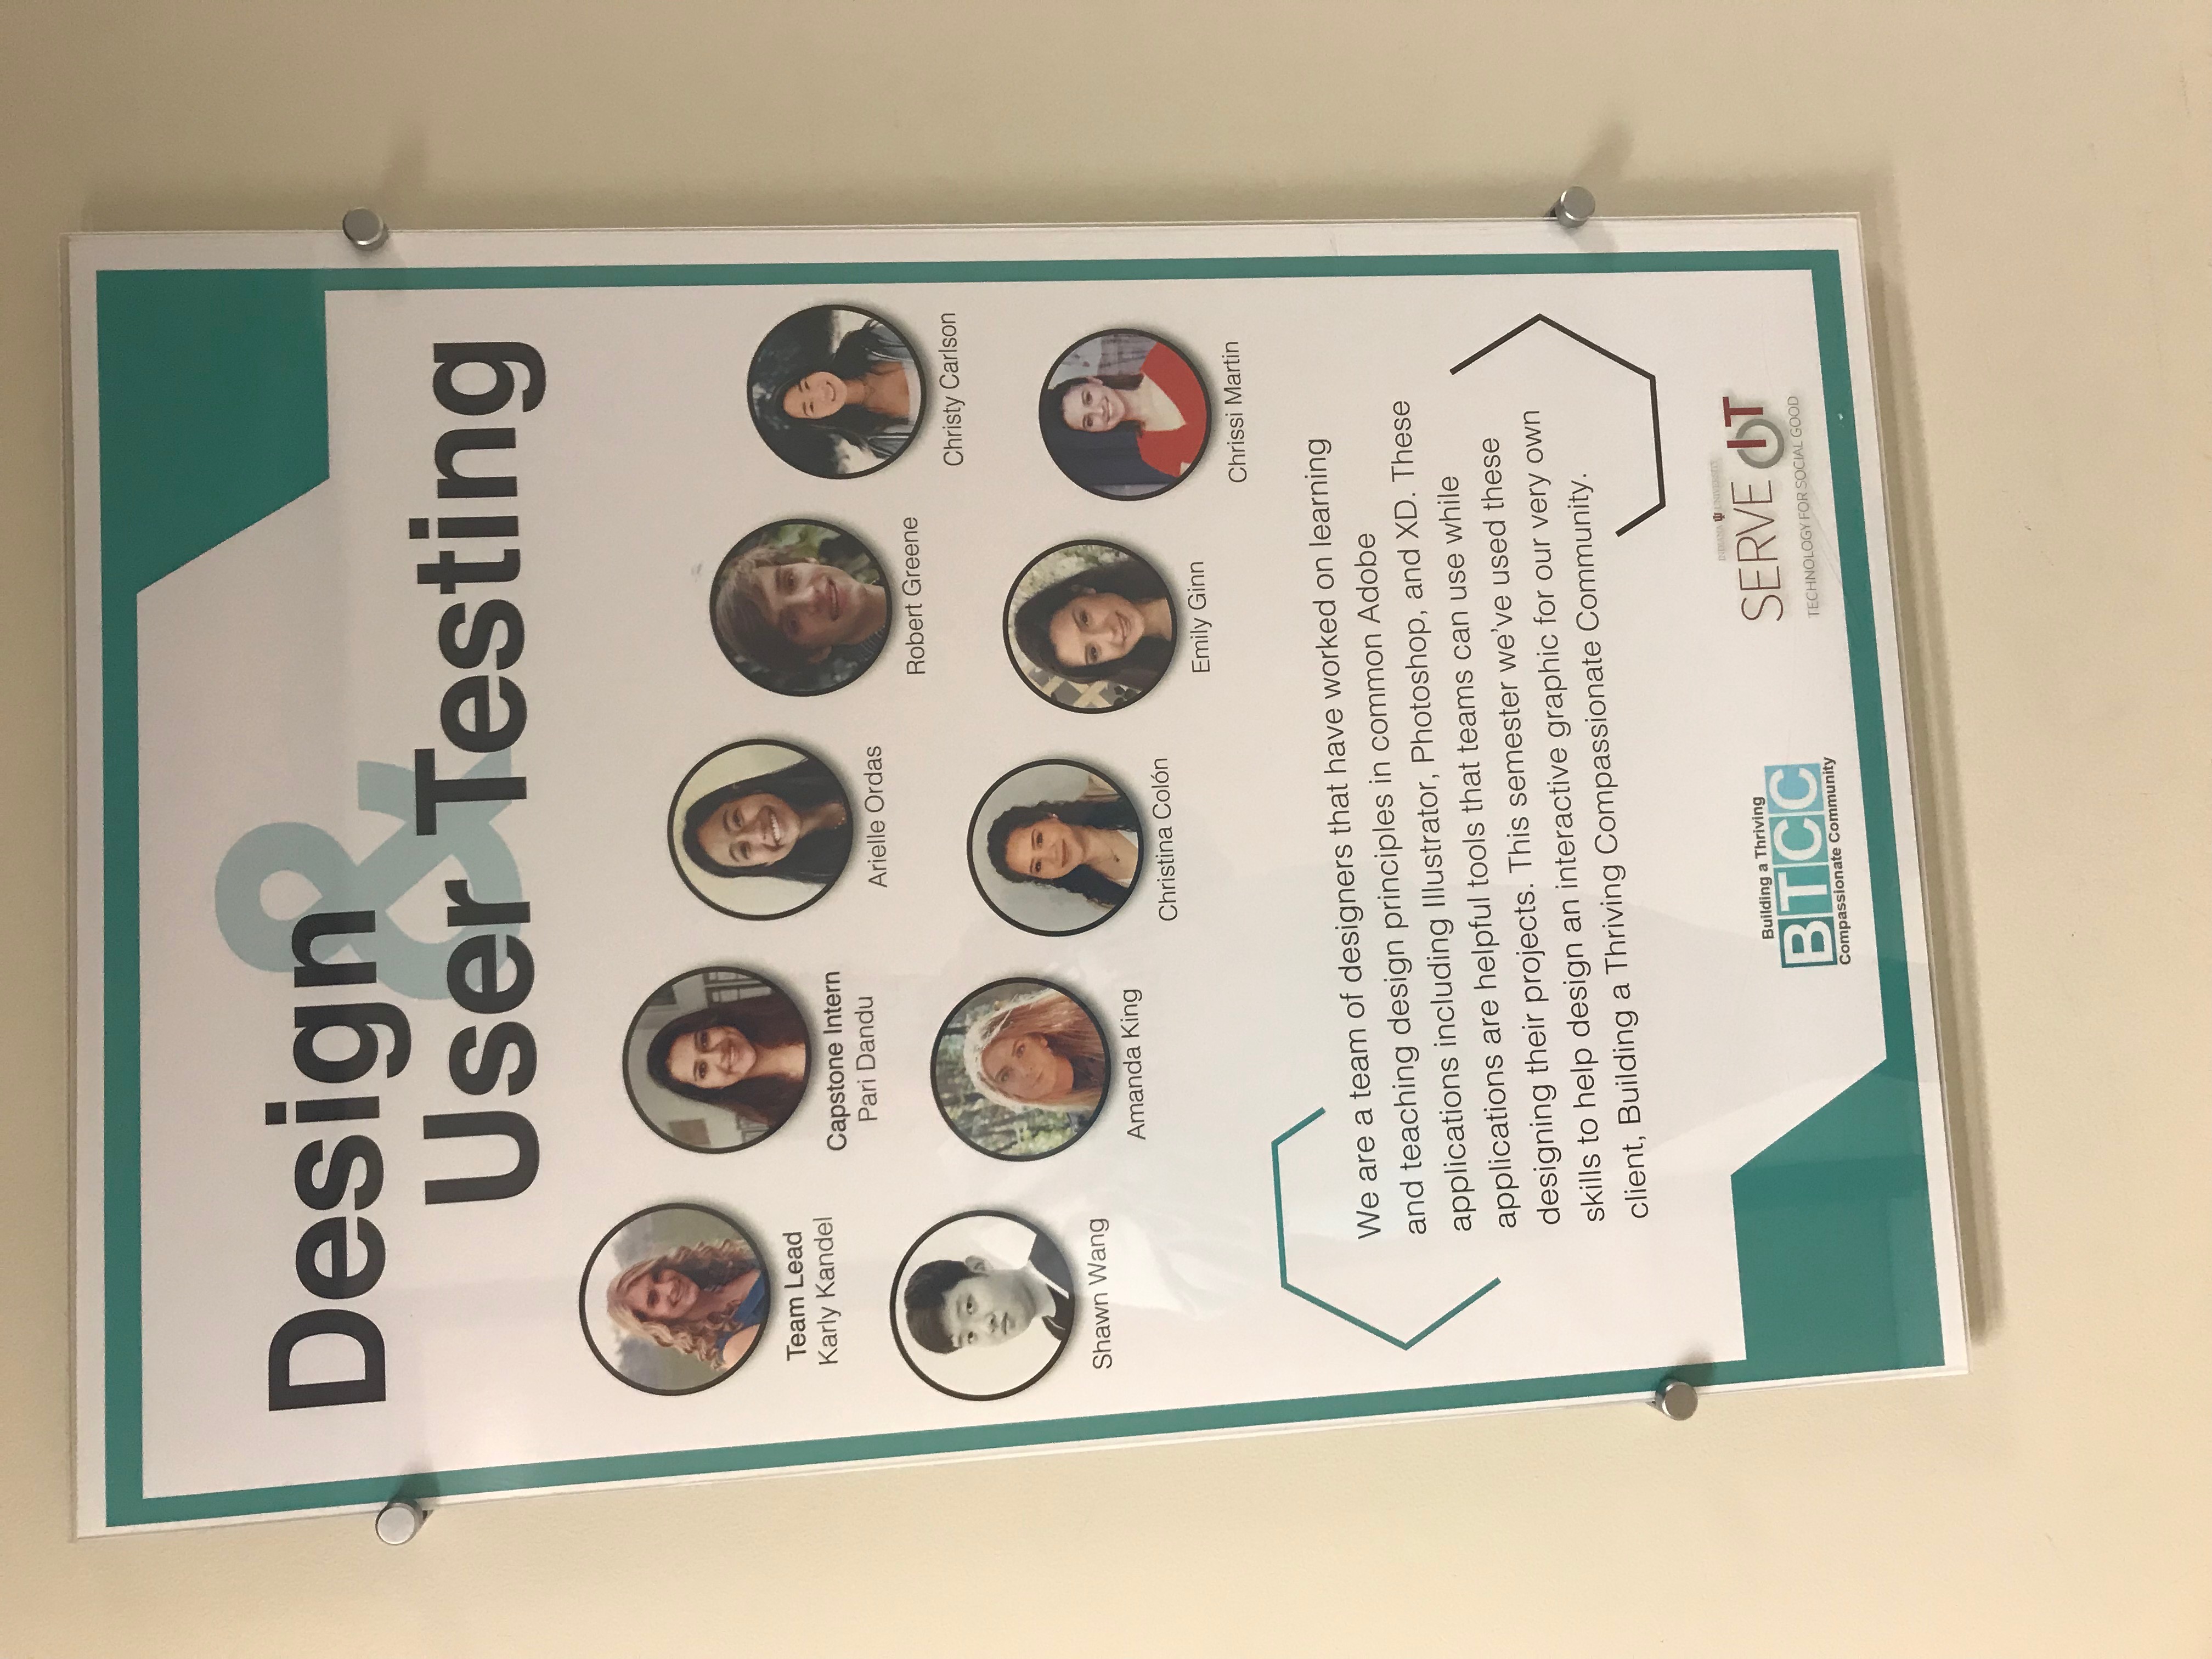 Design
&
User Testing
Team Lead
Karly Kandel
Capstone Intern
Pari Dandu
Arielle Ordas
Robert Greene
Christy Carlson
Shawn Wang
Amanda King
Christina Colón
Emily Ginn
Chrissi Martin
We are a team of designers that have worked on learning
and teaching design principles in common Adobe
applications including Illustrator, Photoshop, and XD. These
applications are helpful tools that teams can use while
designing their projects. This semester we've used these
skills to help design an interactive graphic for our very own
client, Building a Thriving Compassionate Community.
Building a Thriving
BTCC
Compassionate Community
INDIANA UNIVERSITY
SERVE IT
TECHNOLOGY FOR SOCIAL GOOD